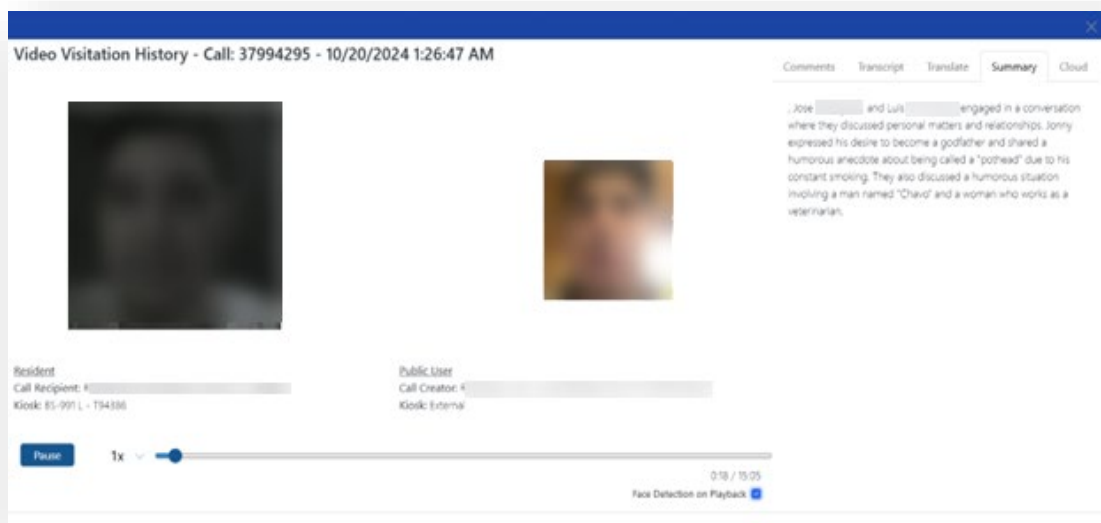 Video Visitation History - Call: 37994295 - 10/20/2024 1:26:47 AM
Comments Transcript Translate Summary Cloud
, Jose and Luis engaged in a conversation
where they discussed personal matters and relationships. Jonny
expressed his desire to become a godfather and shared a
humorous anecdote about being called a "pothead" due to his
constant smoking. They also discussed a humorous situation
involving a man named "Chavo" and a woman who works as a
veterinarian.
Resident
Call Recipient:
Kiosk: - T94386
Public User
Call Creator:
Kiosk: External
Pause 1x
0:18 / 15:05
Face Detection on Playback